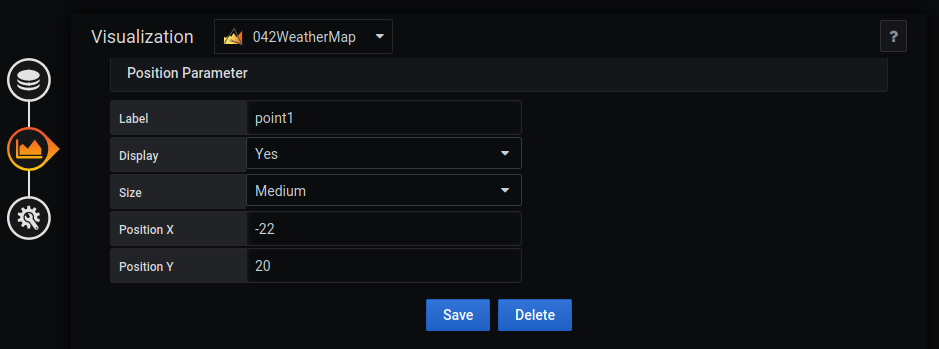 Visualization 042WeatherMap ?
Position Parameter
Label point1
Display Yes
Size Medium
Position X -22
Position Y 20
Save Delete